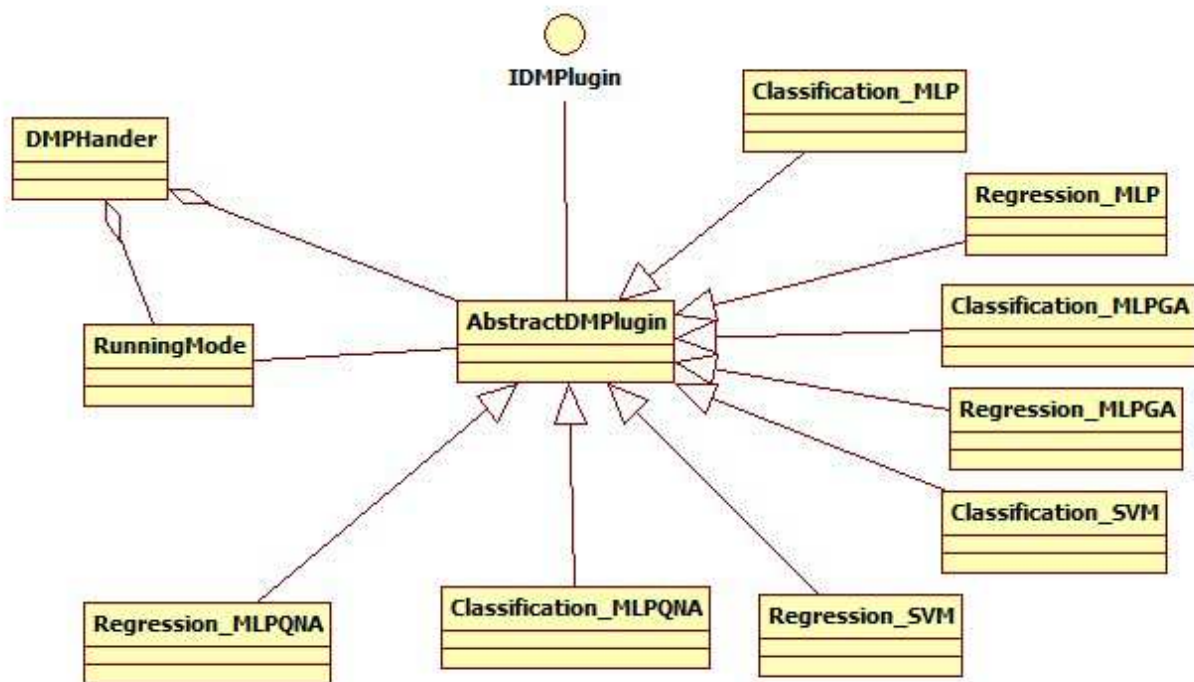 IDMPlugin
Classification_MLP
DMPHander
Regression_MLP
Classification_MLPGA
AbstractDMPlugin
RunningMode
Regression_MLPGA
Classification_SVM
Regression_MLPQNA
Classification_MLPQNA
Regression_SVM